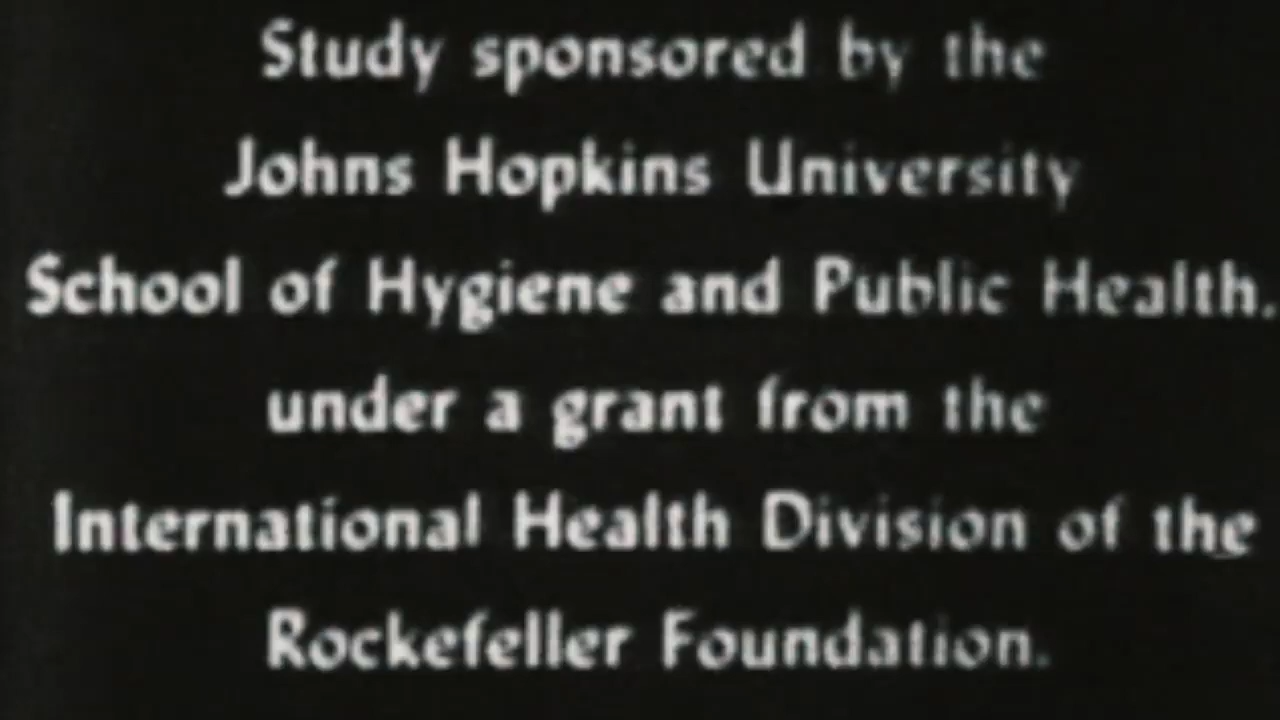 Study sponsored by the
Johns Hopkins University
School of Hygiene and Public Health.
under a grant from the
International Health Division of the
Rockefeller Foundation.